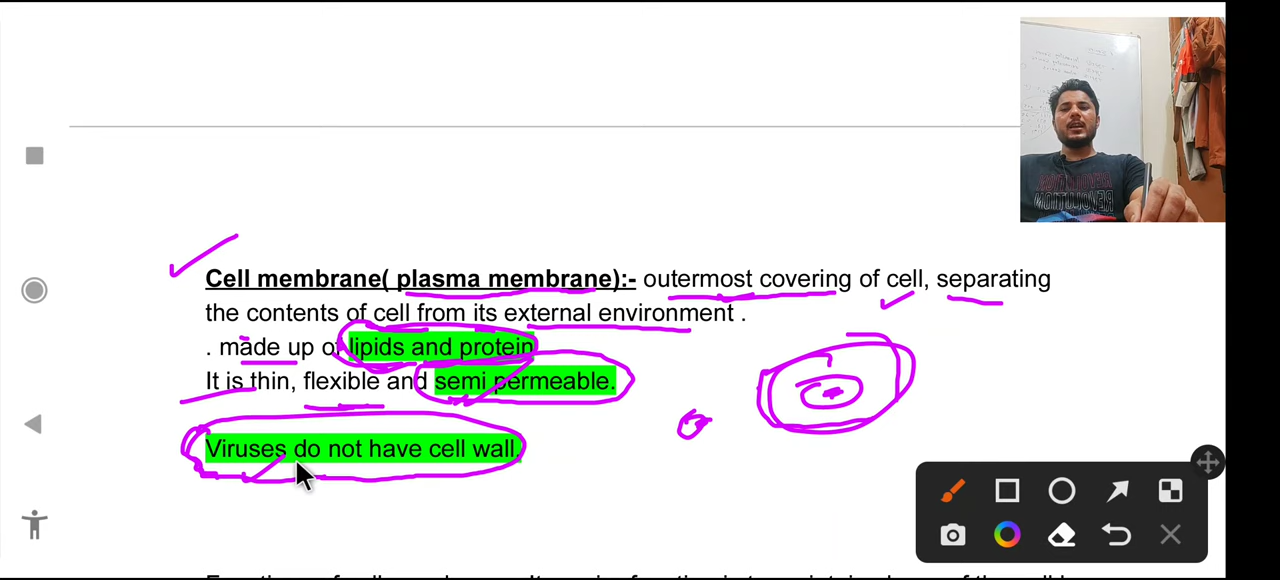 Cell membrane( plasma membrane):- outermost covering of cell, separating
the contents of cell from its external environment .
. made up of lipids and protein
It is thin, flexible and semi permeable.
Viruses do not have cell wall.